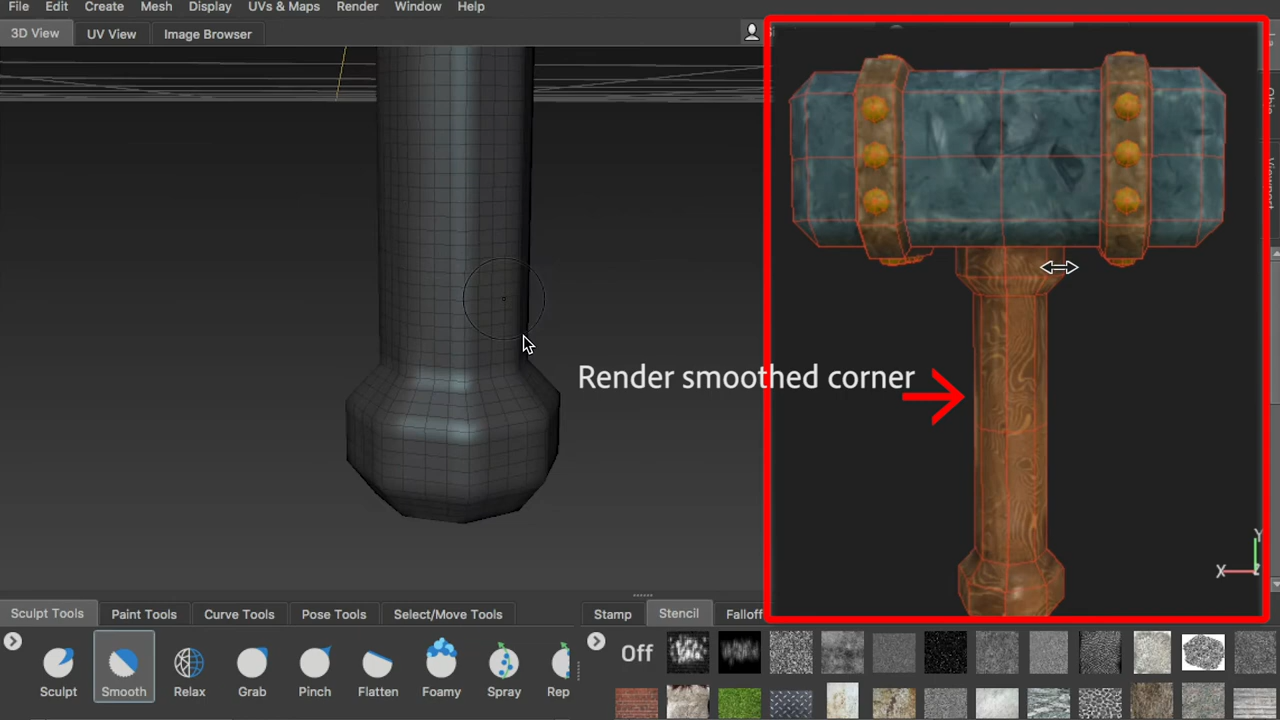 File Edit Create Mesh Display UVs & Maps Render Window Help
3D View UV View Image Browser
Render smoothed corner
Y
X
Sculpt Tools Paint Tools Curve Tools Pose Tools Select/Move Tools Stamp Stencil Falloff
Off
Sculpt Smooth Relax Grab Pinch Flatten Foamy Spray Rep